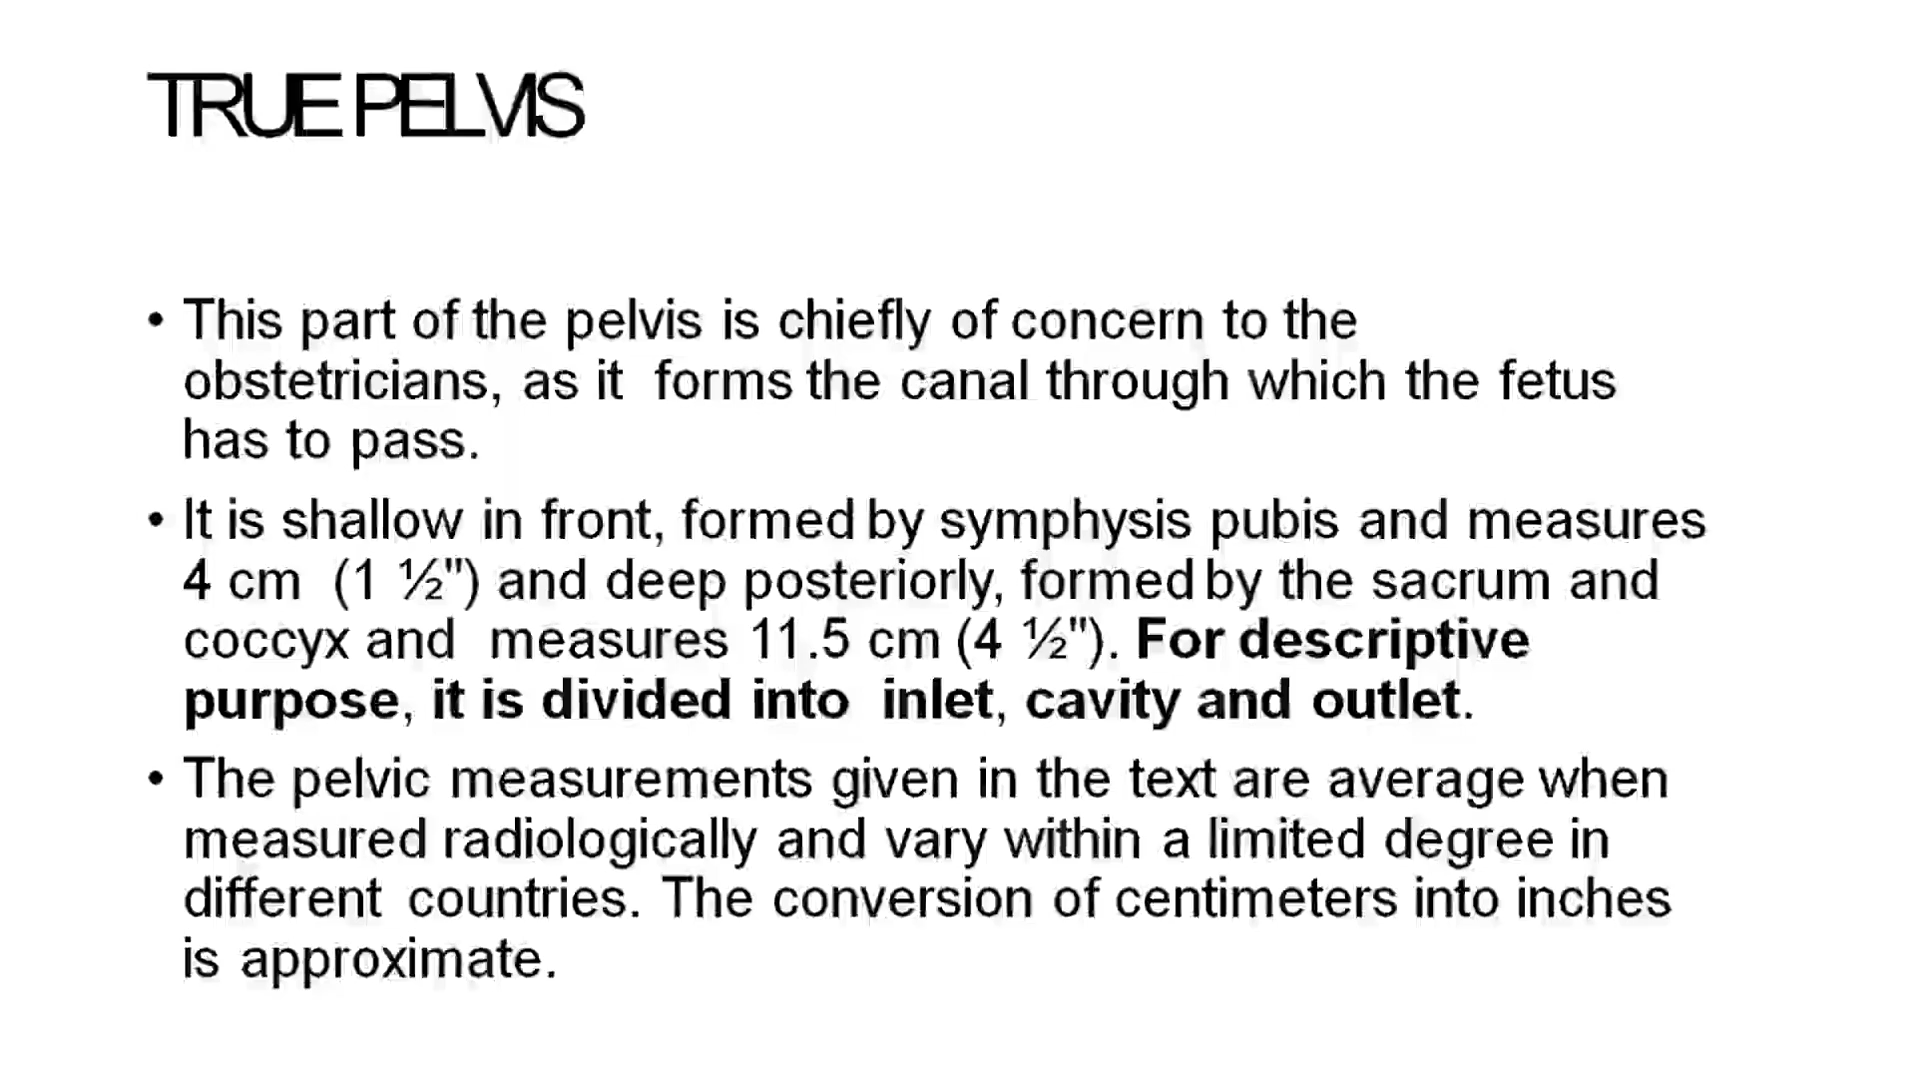 TRUE PELVIS
• This part of the pelvis is chiefly of concern to the
obstetricians, as it forms the canal through which the fetus
has to pass.
• It is shallow in front, formed by symphysis pubis and measures
4 cm (1 ½") and deep posteriorly, formed by the sacrum and
coccyx and measures 11.5 cm (4 ½"). For descriptive
purpose, it is divided into inlet, cavity and outlet.
• The pelvic measurements given in the text are average when
measured radiologically and vary within a limited degree in
different countries. The conversion of centimeters into inches
is approximate.